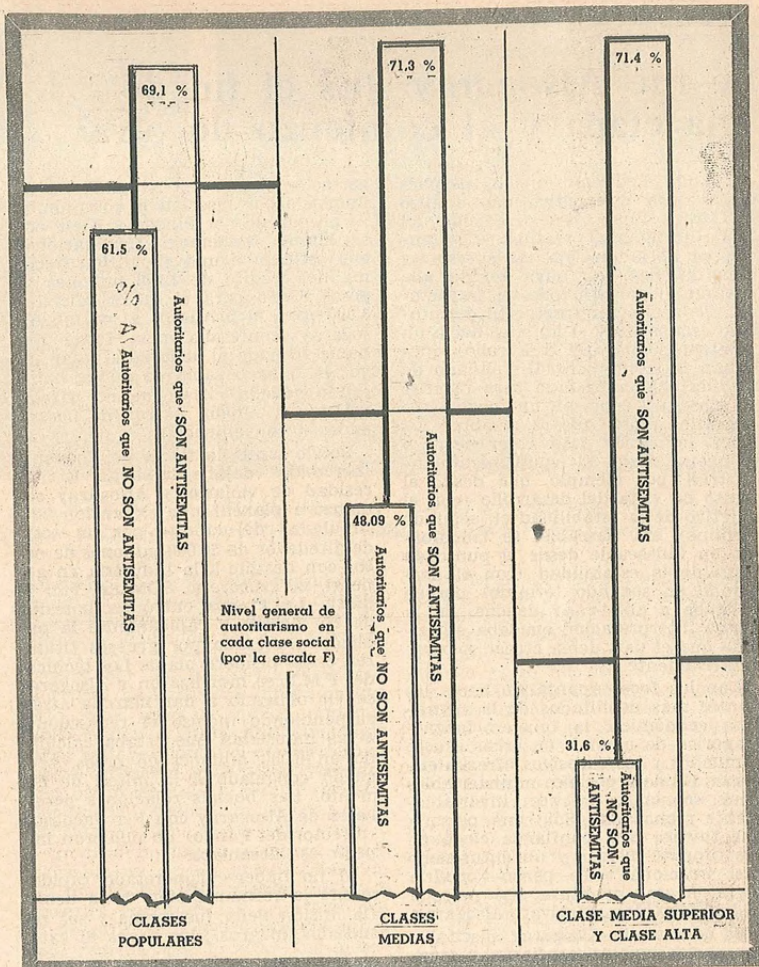 69,1 %
61,5 %
% A
Autoritarios que NO SON ANTISEMITAS
Autoritarios que SON ANTISEMITAS
CLASES
POPULARES
Nivel general de
autoritarismo en
cada clase social
(por la escala F)
71,3 %
48,09 %
Autoritarios que NO SON ANTISEMITAS
Autoritarios que SON ANTISEMITAS
CLASES
MEDIAS
71,4 %
31,6 %
Autoritarios que
NO SON
ANTISEMITAS
Autoritarios que SON ANTISEMITAS
CLASE MEDIA SUPERIOR
Y CLASE ALTA